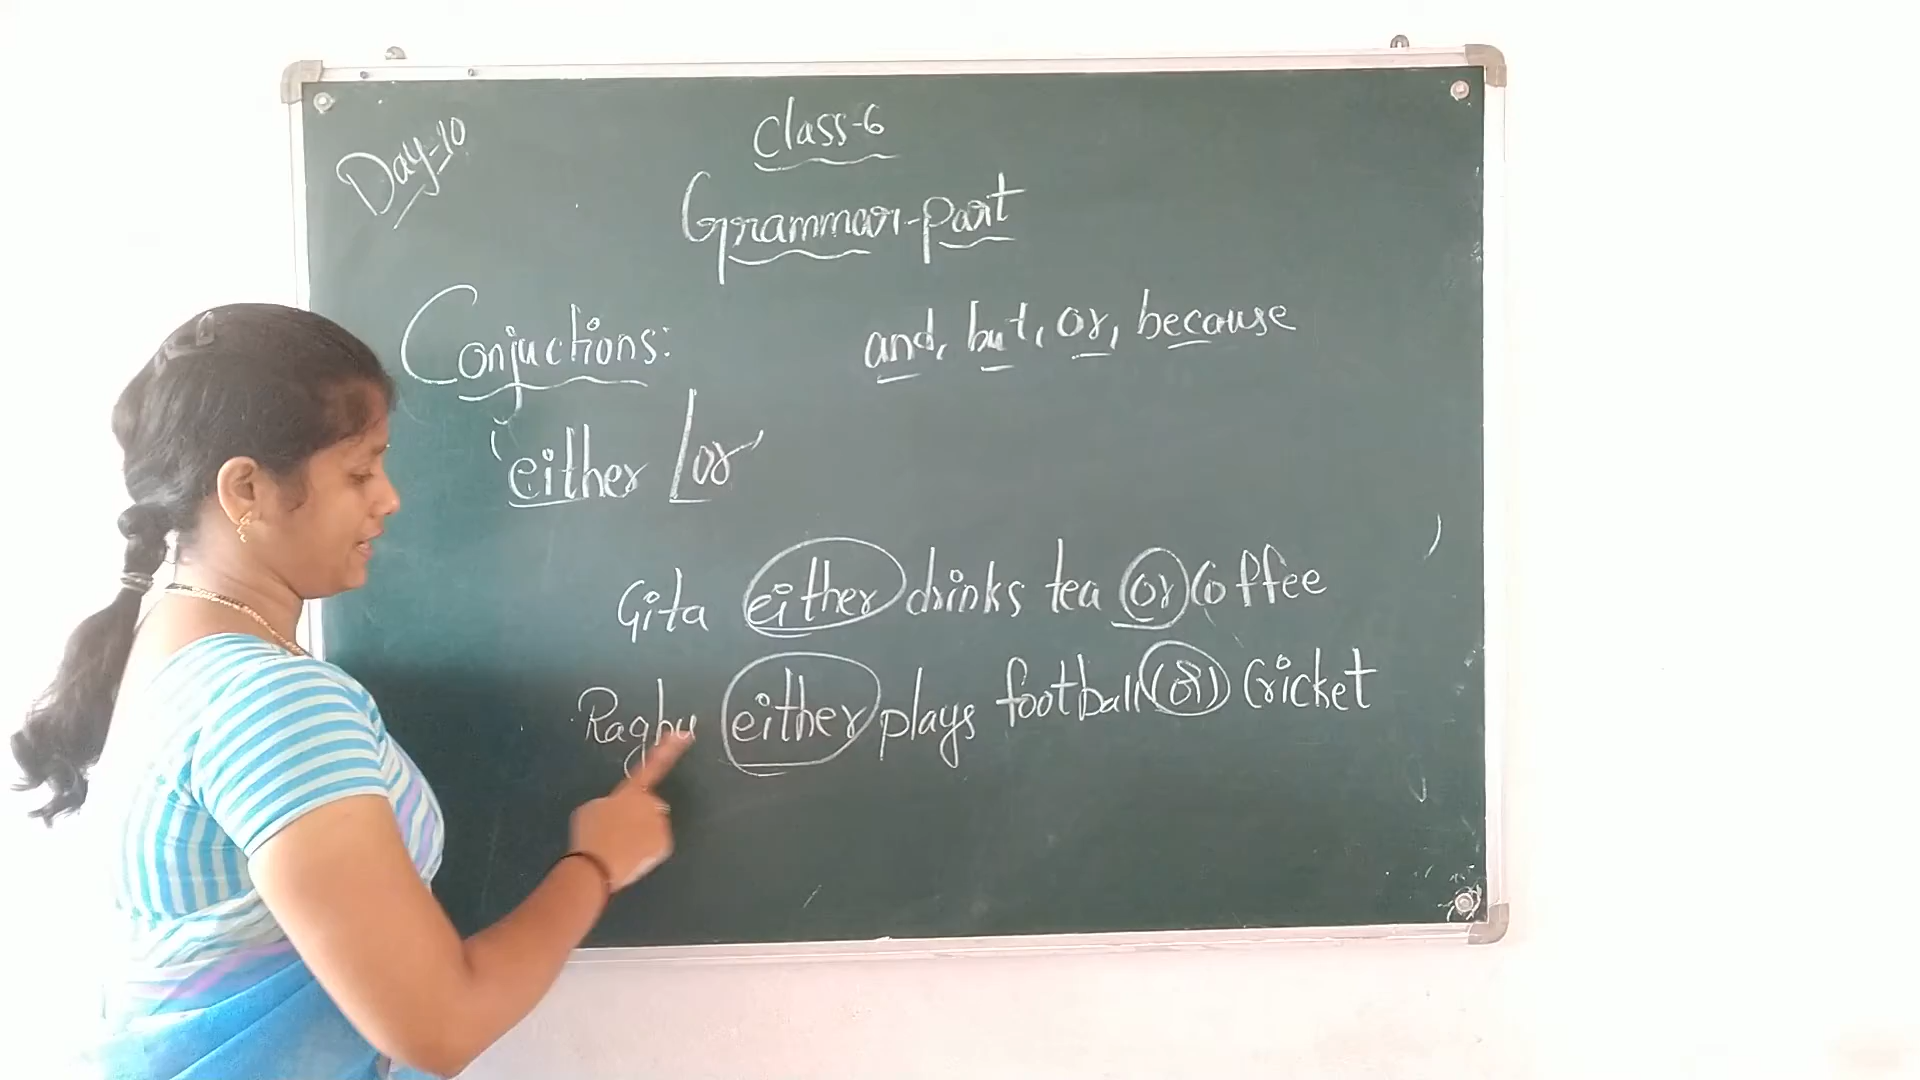 Day-10
Class-6
Grammar-part
Conjuctions:
and, but, or, because
either /or
Gita either drinks tea or Coffee
Raghu either plays football (or) Cricket